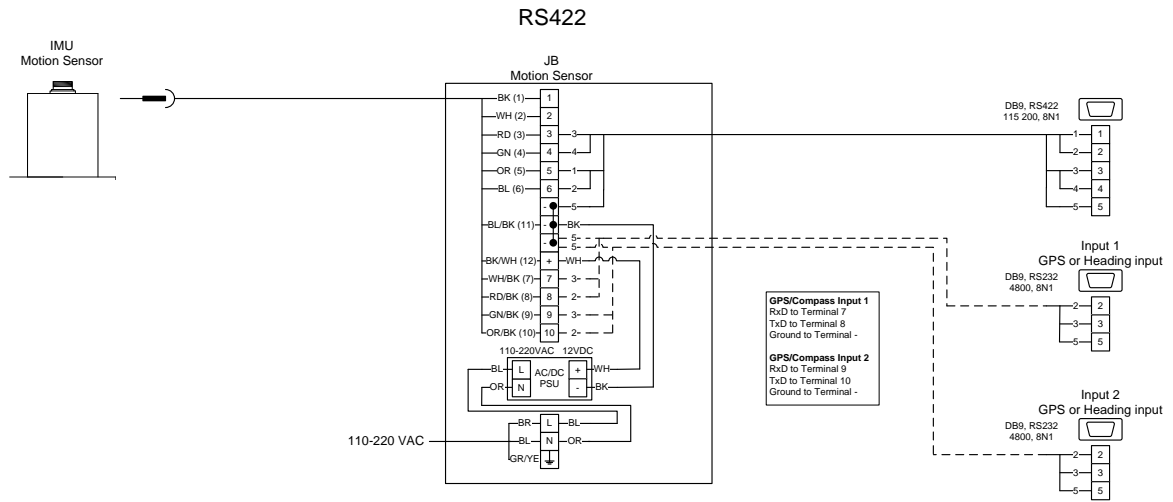 RS422
IMU
Motion Sensor
JB
Motion Sensor
BK (1) 1
WH (2) 2
RD (3) 3 3
GN (4) 4 4
OR (5) 5 1
BL (6) 6 2
- 5
BL/BK (11) - BK
- 5
5
BK/WH (12) + WH
WH/BK (7) 7 3
RD/BK (8) 8 2
GN/BK (9) 9 3
OR/BK (10) 10 2
110-220VAC 12VDC
BL L AC/DC + WH
OR N PSU - BK
BR L BL
110-220 VAC BL N OR
GR/YE
DB9, RS422
115 200, 8N1
1 1
2 2
3 3
4 4
5 5
Input 1
GPS or Heading input
DB9, RS232
4800, 8N1
2 2
3 3
5 5
GPS/Compass Input 1
RxD to Terminal 7
TxD to Terminal 8
Ground to Terminal -
GPS/Compass Input 2
RxD to Terminal 9
TxD to Terminal 10
Ground to Terminal -
Input 2
GPS or Heading input
DB9, RS232
4800, 8N1
2 2
3 3
5 5